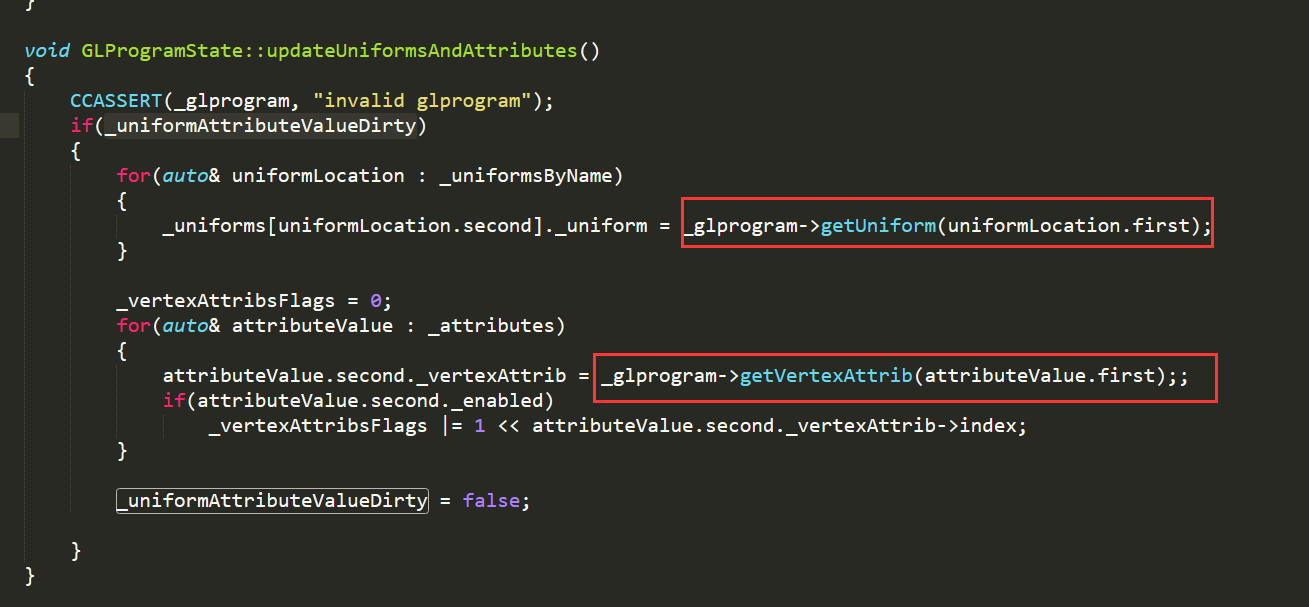 }
void GLProgramState::updateUniformsAndAttributes()
{
    CCASSERT(_glprogram, "invalid glprogram");
    if(_uniformAttributeValueDirty)
    {
        for(auto& uniformLocation : _uniformsByName)
        {
            _uniforms[uniformLocation.second]._uniform = _glprogram->getUniform(uniformLocation.first);
        }
        _vertexAttribsFlags = 0;
        for(auto& attributeValue : _attributes)
        {
            attributeValue.second._vertexAttrib = _glprogram->getVertexAttrib(attributeValue.first);;
            if(attributeValue.second._enabled)
                _vertexAttribsFlags |= 1 << attributeValue.second._vertexAttrib->index;
        }
        _uniformAttributeValueDirty = false;
    }
}